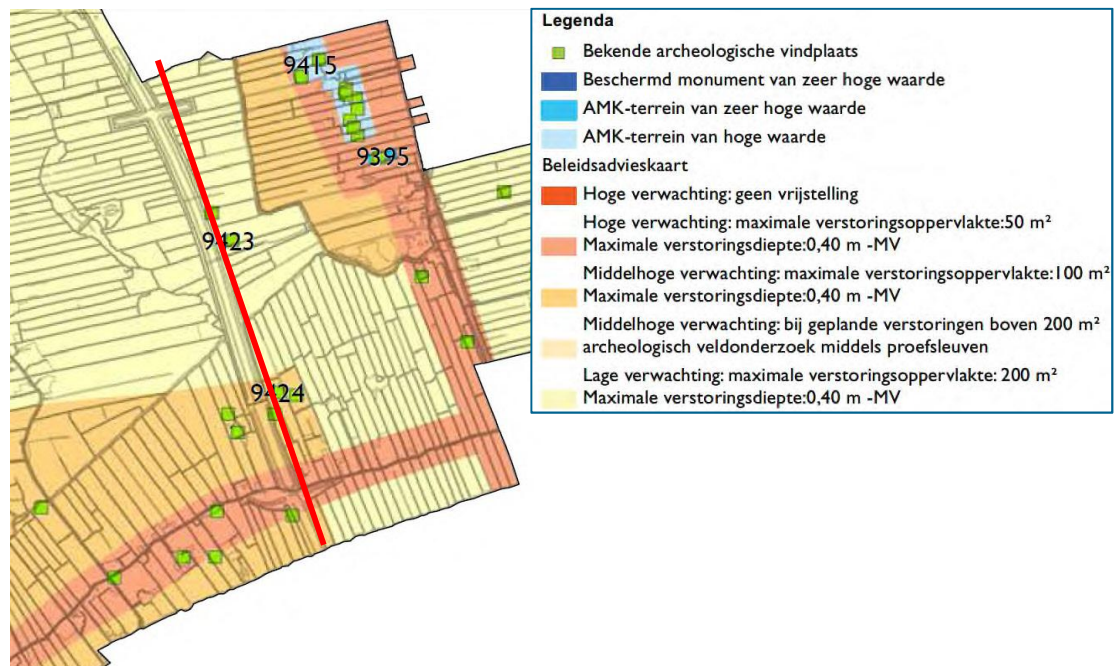 9415
9395
9423
9424
Legenda
Bekende archeologische vindplaats
Beschermd monument van zeer hoge waarde
AMK-terrein van zeer hoge waarde
AMK-terrein van hoge waarde
Beleidsadvieskaart
Hoge verwachting: geen vrijstelling
Hoge verwachting: maximale verstoringsoppervlakte:50 m²
Maximale verstoringsdiepte:0,40 m -MV
Middelhoge verwachting: maximale verstoringsoppervlakte:100 m²
Maximale verstoringsdiepte:0,40 m -MV
Middelhoge verwachting: bij geplande verstoringen boven 200 m²
archeologisch veldonderzoek middels proefsleuven
Lage verwachting: maximale verstoringsoppervlakte: 200 m²
Maximale verstoringsdiepte:0,40 m -MV